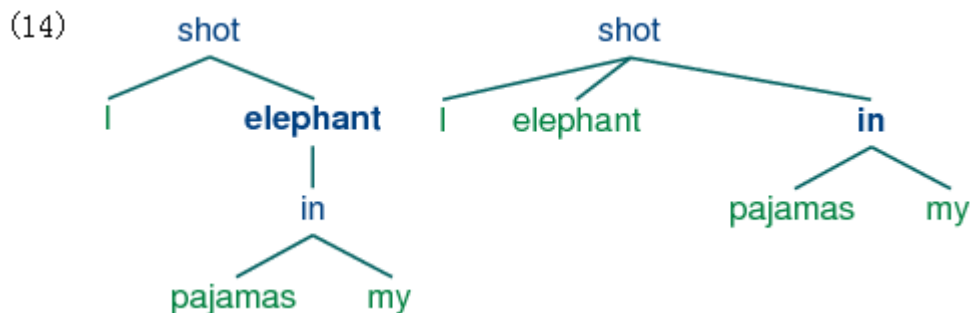 (14) shot shot
I elephant I elephant in
in pajamas my
pajamas my